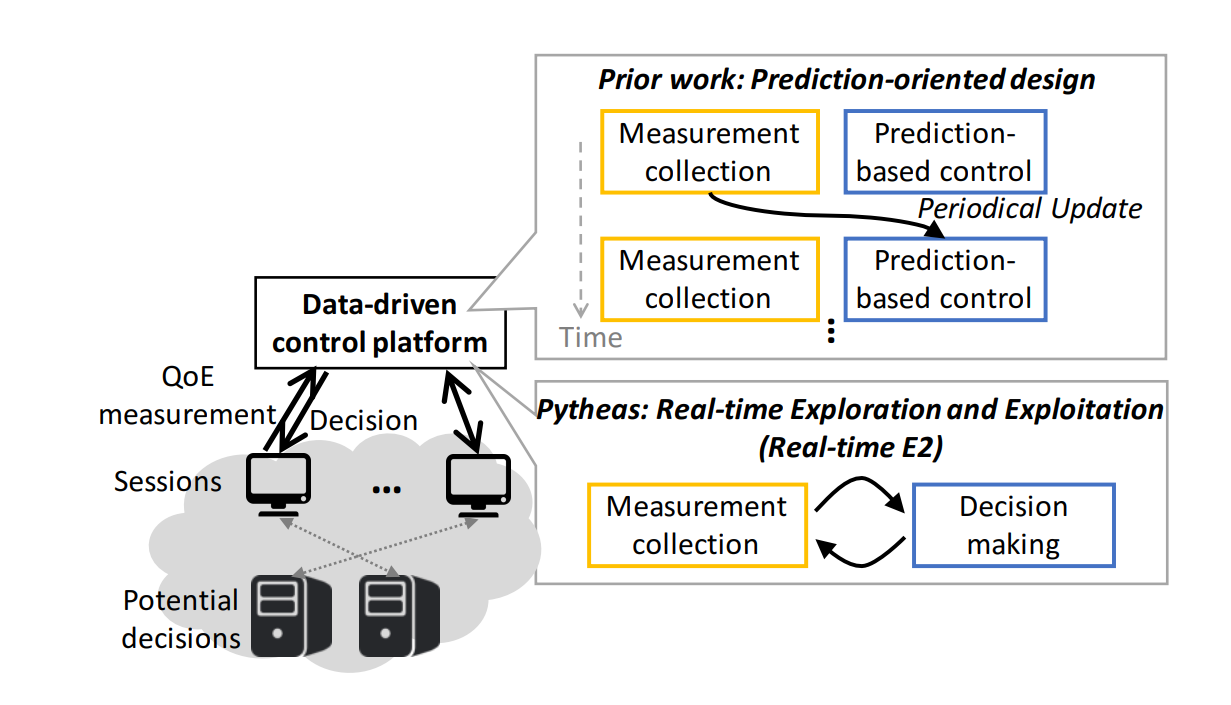 Prior work: Prediction-oriented design
Measurement
collection
Prediction-
based control
Periodical Update
Measurement
collection
Prediction-
based control
Time
Data-driven
control platform
QoE
measurement
Decision
Sessions
...
Potential
decisions
Pytheas: Real-time Exploration and Exploitation
(Real-time E2)
Measurement
collection
Decision
making